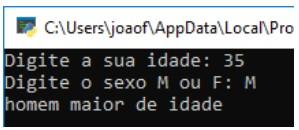 C:\Users\joaof\AppData\Local\Pro
Digite a sua idade: 35
Digite o sexo M ou F: M
homem maior de idade